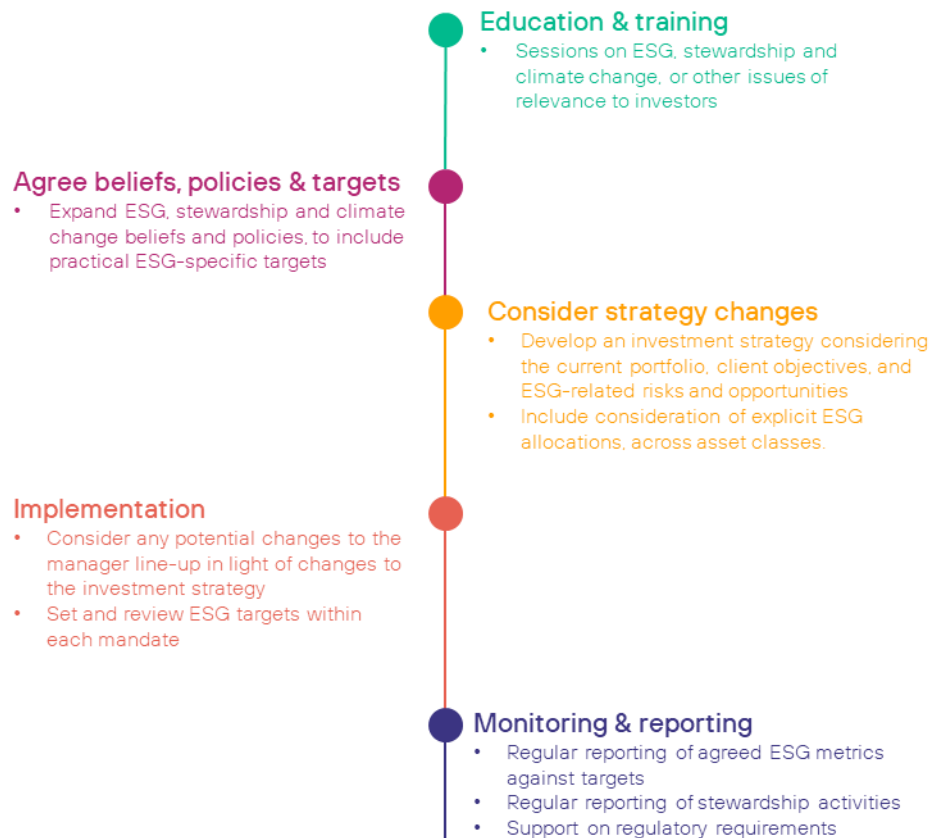 Education & training
• Sessions on ESG, stewardship and
climate change, or other issues of
relevance to investors
Agree beliefs, policies & targets
• Expand ESG, stewardship and climate
change beliefs and policies, to include
practical ESG-specific targets
Consider strategy changes
• Develop an investment strategy considering
the current portfolio, client objectives, and
ESG-related risks and opportunities
• Include consideration of explicit ESG
allocations, across asset classes.
Implementation
• Consider any potential changes to the
manager line-up in light of changes to
the investment strategy
• Set and review ESG targets within
each mandate
Monitoring & reporting
• Regular reporting of agreed ESG metrics
against targets
• Regular reporting of stewardship activities
• Support on regulatory requirements